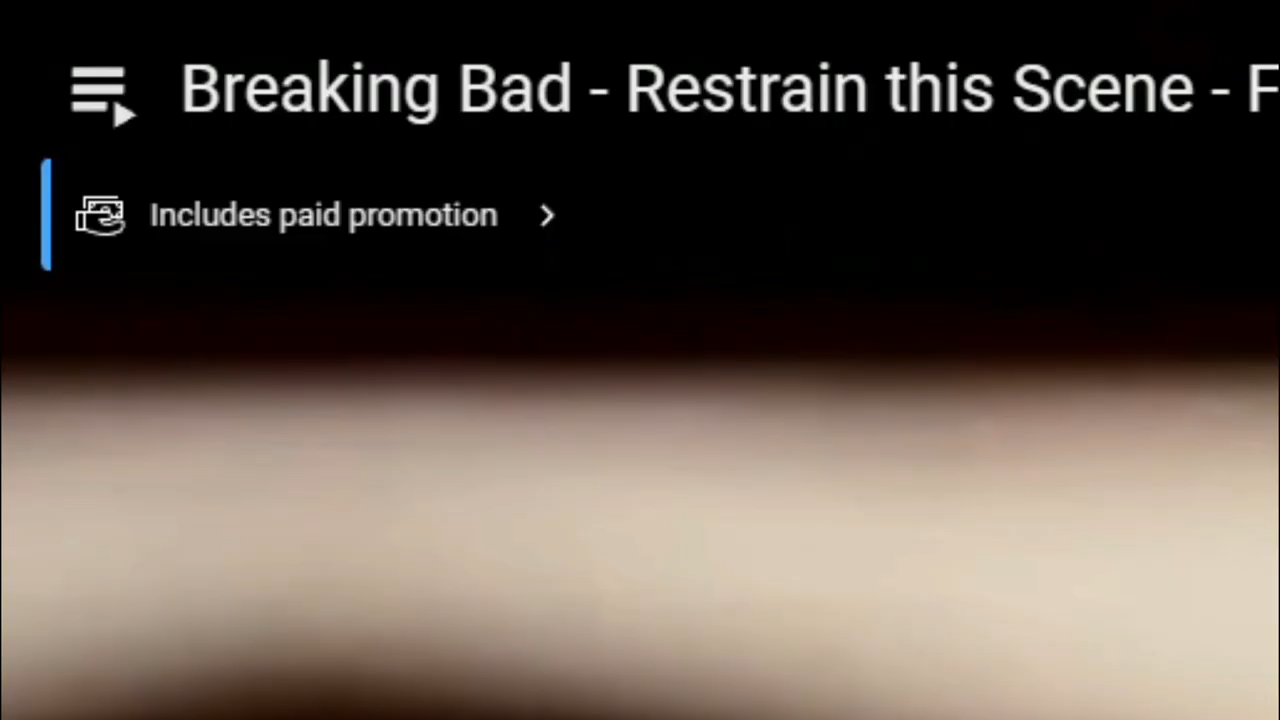 Breaking Bad - Restrain this Scene - F
Includes paid promotion